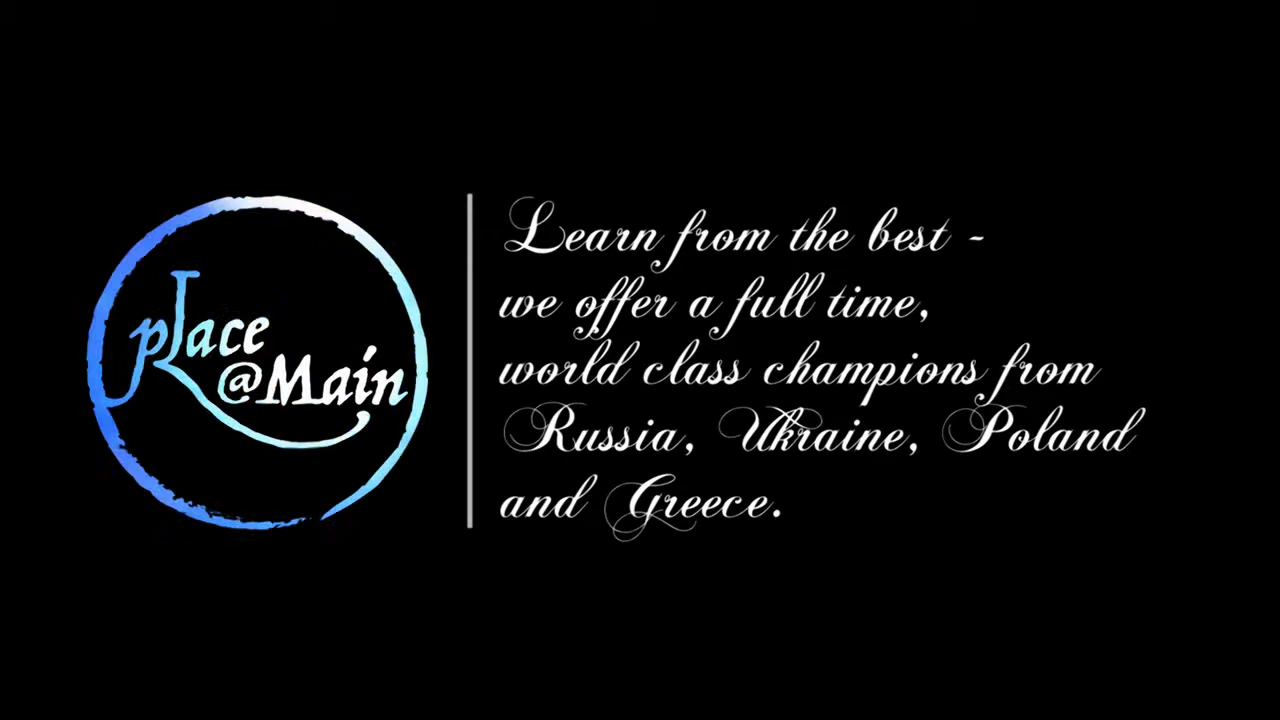 place
@Main
Learn from the best -
we offer a full time,
world class champions from
Russia, Ukraine, Poland
and Greece.